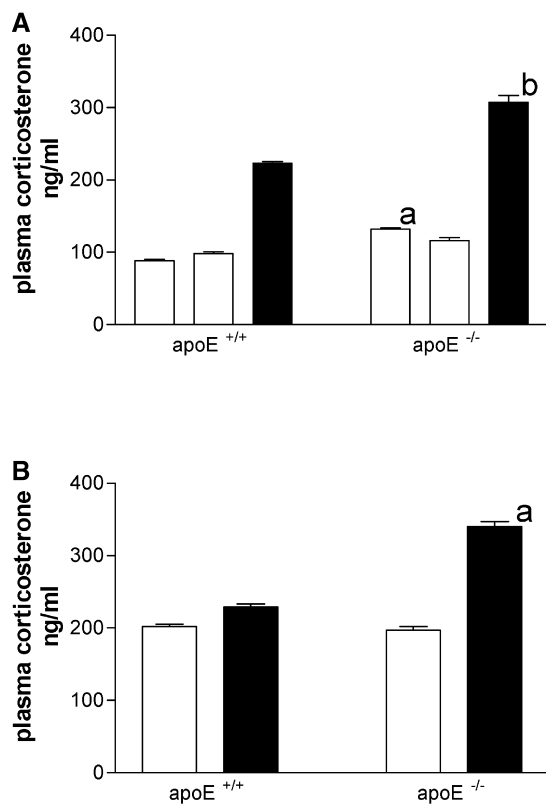 A
plasma corticosterone
ng/ml
400
300
200
100
0
a
b
apoE +/+
apoE -/-
B
plasma corticosterone
ng/ml
400
300
200
100
0
a
apoE +/+
apoE -/-